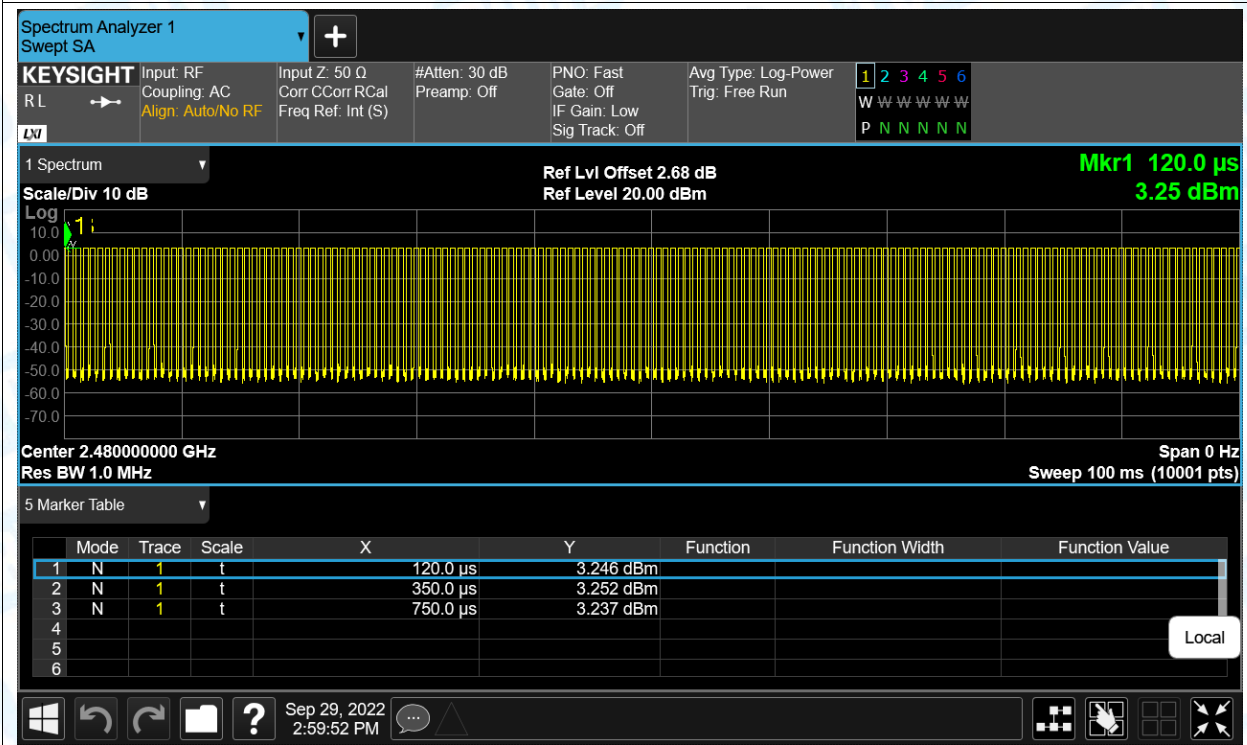 Spectrum Analyzer 1
Swept SA
KEYSIGHT
R L
LXI
Input: RF
Coupling: AC
Align: Auto/No RF
Input Z: 50 Ω
Corr CCorr RCal
Freq Ref: Int (S)
#Atten: 30 dB
Preamp: Off
PNO: Fast
Gate: Off
IF Gain: Low
Sig Track: Off
Avg Type: Log-Power
Trig: Free Run
1 2 3 4 5 6
W W W W W W
P N N N N N
1 Spectrum
Scale/Div 10 dB
Ref Lvl Offset 2.68 dB
Ref Level 20.00 dBm
Mkr1 120.0 µs
3.25 dBm
Log
1
10.0
0.00
-10.0
-20.0
-30.0
-40.0
-50.0
-60.0
-70.0
Center 2.480000000 GHz
Res BW 1.0 MHz
Span 0 Hz
Sweep 100 ms (10001 pts)
5 Marker Table
Mode Trace Scale X Y Function Function Width Function Value
1 N 1 t 120.0 µs 3.246 dBm
2 N 1 t 350.0 µs 3.252 dBm
3 N 1 t 750.0 µs 3.237 dBm
4
5
6
Local
?
Sep 29, 2022
2:59:52 PM